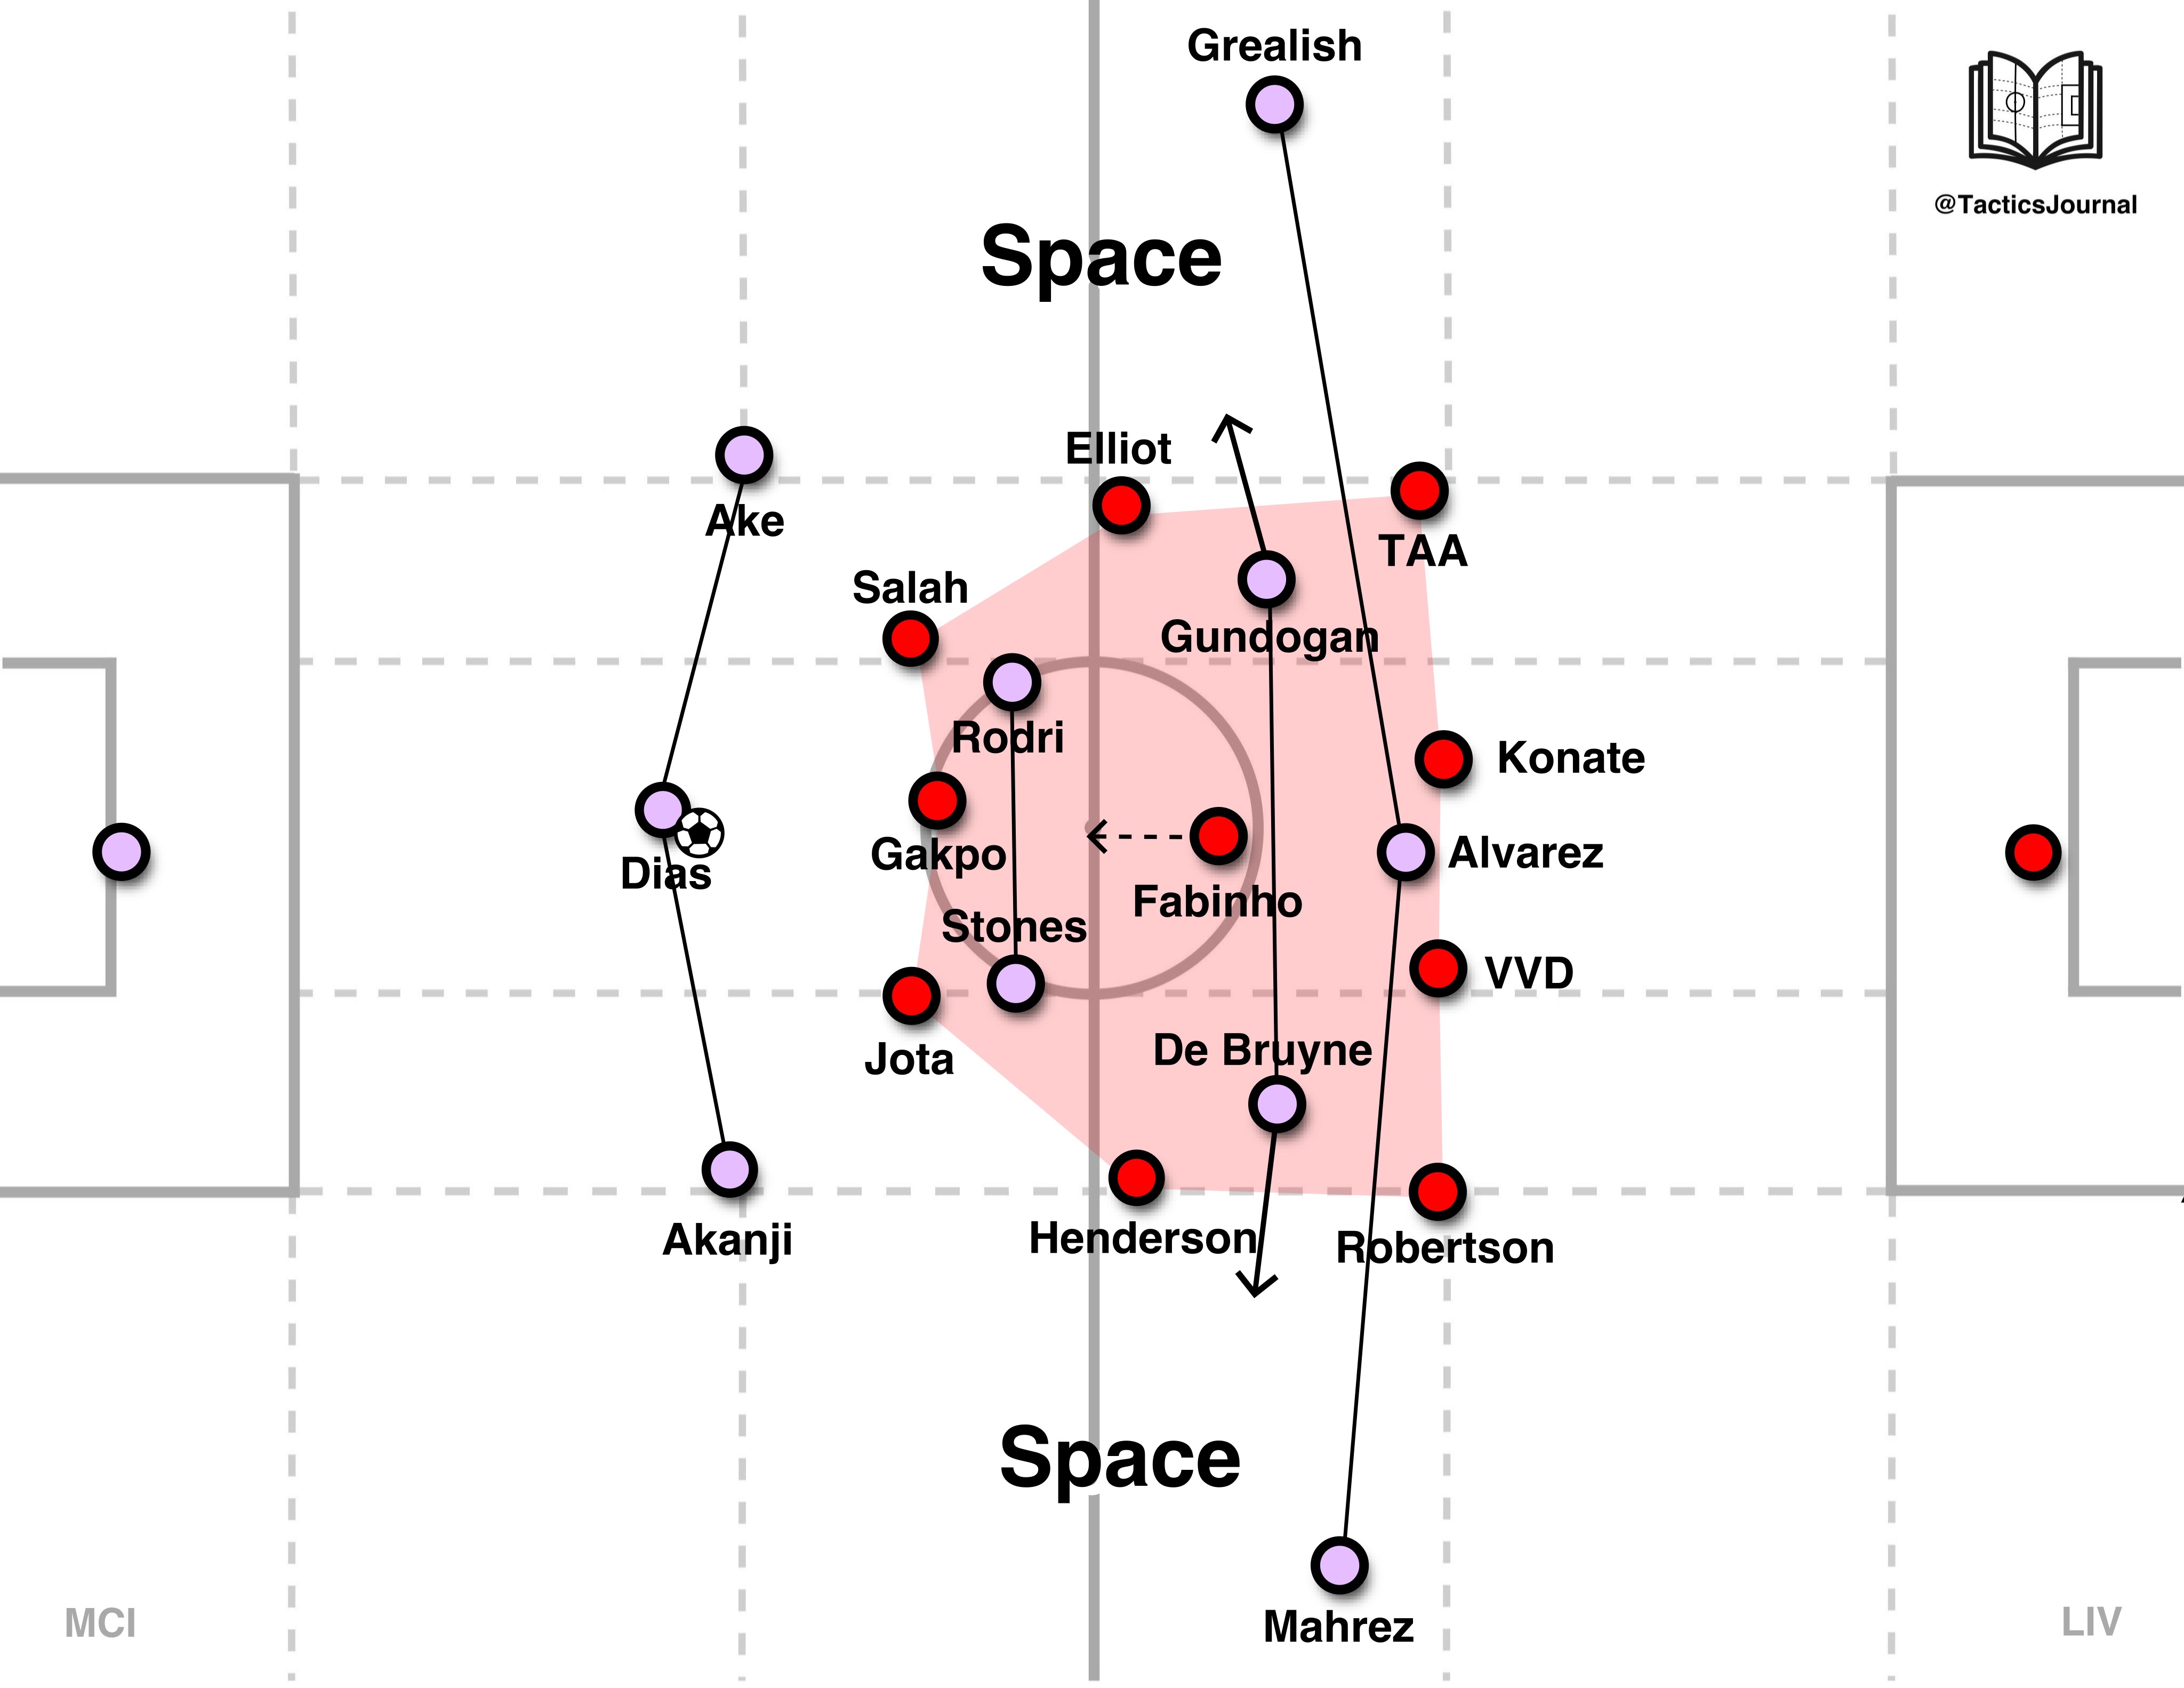 Grealish
@TacticsJournal
Space
Elliot
Ake
TAA
Salah
Gundogan
Rodri
Konate
Gakpo
Alvarez
Dias
Fabinho
Stones
VVD
De Bruyne
Jota
Henderson
Akanji
Robertson
Space
Mahrez
MCI
LIV